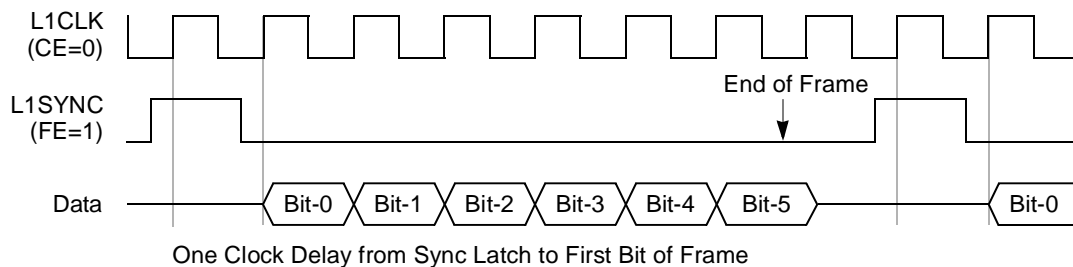 L1CLK
(CE=0)
End of Frame
L1SYNC
(FE=1)
Data
Bit-0 Bit-1 Bit-2 Bit-3 Bit-4 Bit-5 Bit-0
One Clock Delay from Sync Latch to First Bit of Frame